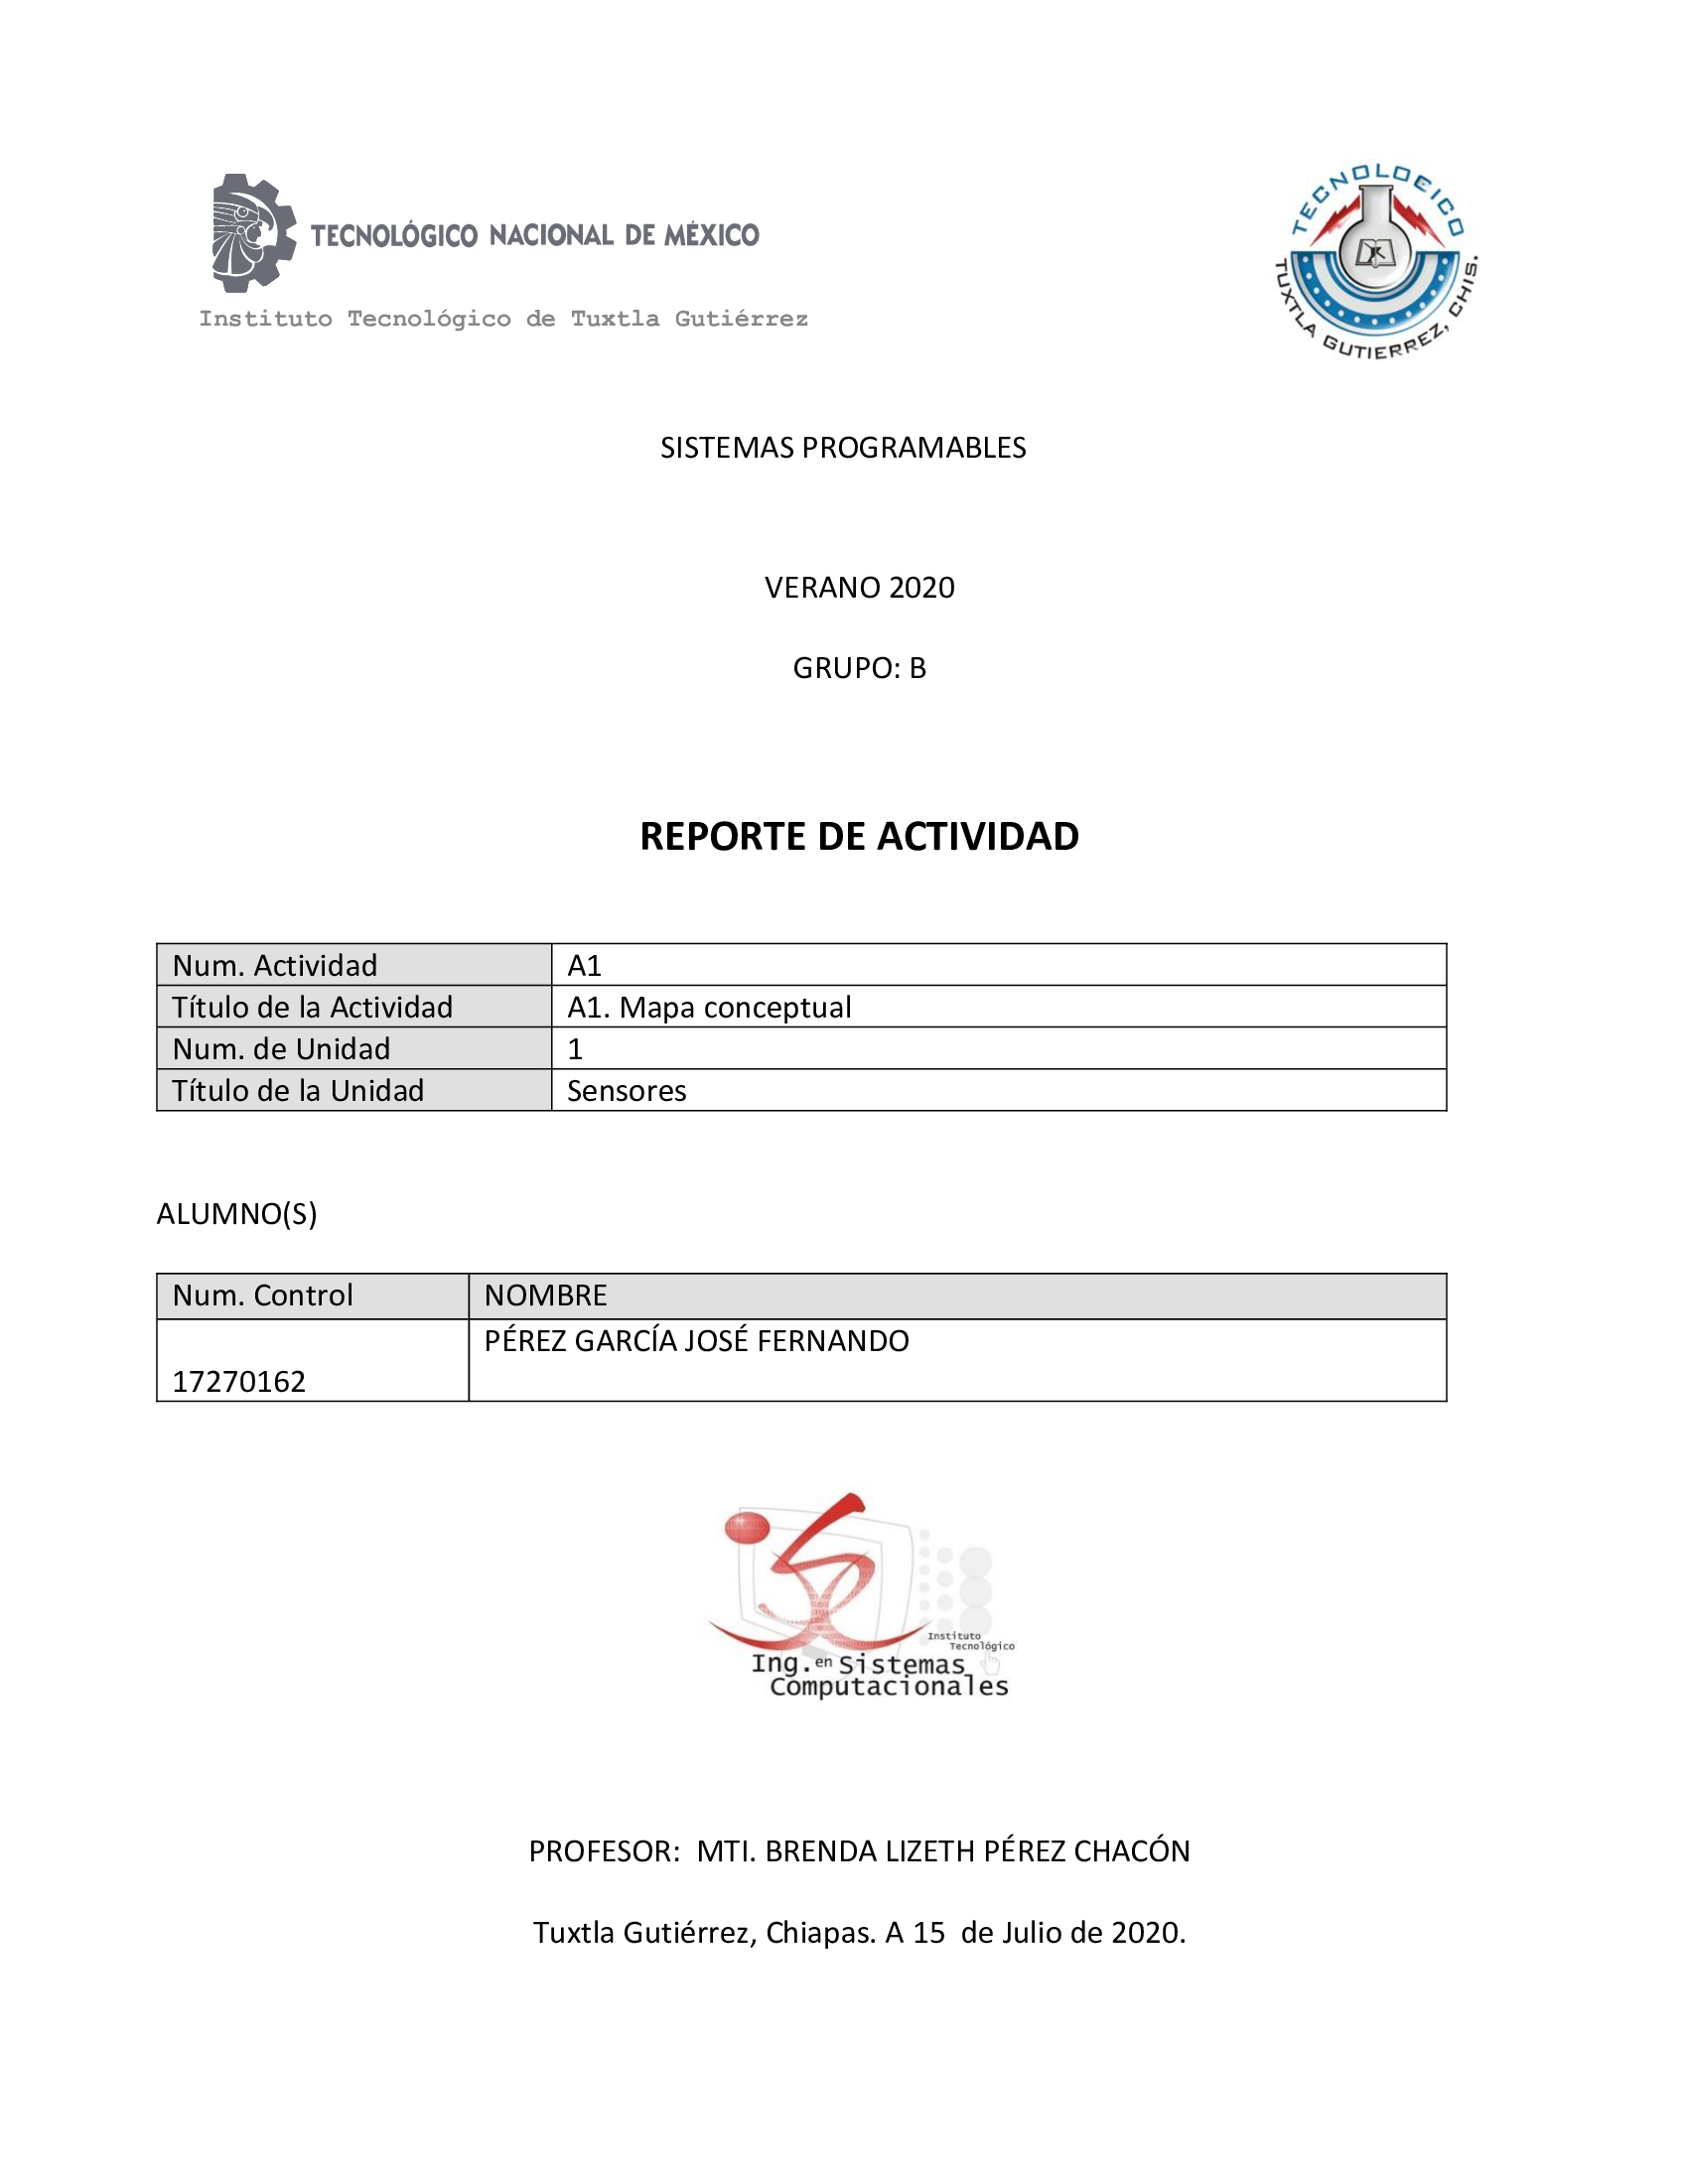 TECNOLÓGICO NACIONAL DE MÉXICO
Instituto Tecnológico de Tuxtla Gutiérrez
TECNOLOGICO
TUXTLA GUTIERREZ, CHIS.
SISTEMAS PROGRAMABLES
VERANO 2020
GRUPO: B
REPORTE DE ACTIVIDAD
Num. Actividad A1
Título de la Actividad A1. Mapa conceptual
Num. de Unidad 1
Título de la Unidad Sensores
ALUMNO(S)
Num. Control NOMBRE
17270162 PÉREZ GARCÍA JOSÉ FERNANDO
Instituto
Tecnológico
Ing. en Sistemas
Computacionales
PROFESOR: MTI. BRENDA LIZETH PÉREZ CHACÓN
Tuxtla Gutiérrez, Chiapas. A 15 de Julio de 2020.